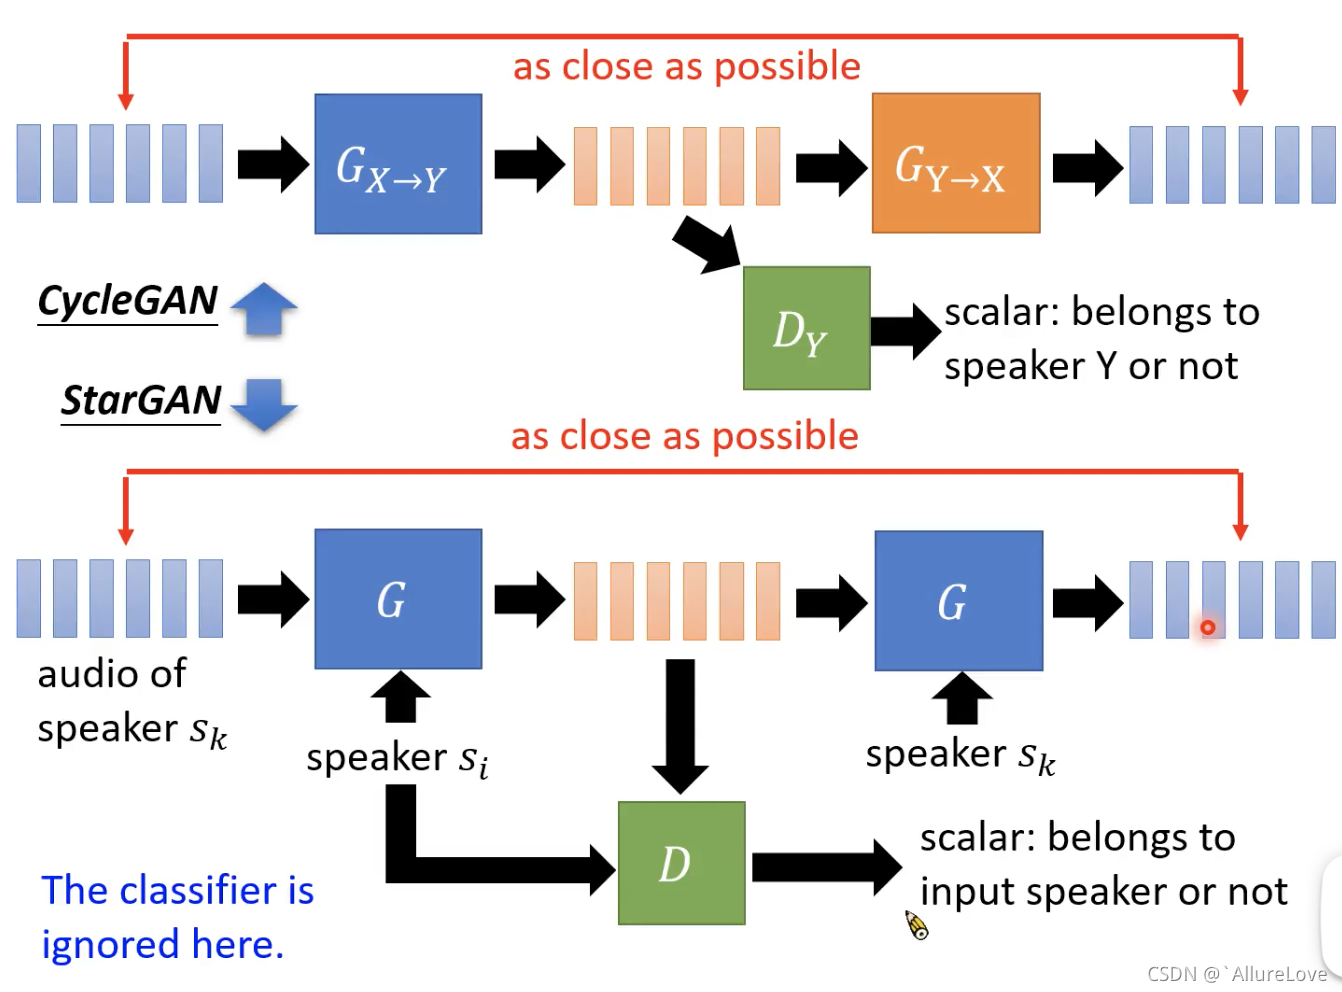 as close as possible
G_{X→Y}
G_{Y→X}
CycleGAN
D_Y
scalar: belongs to
speaker Y or not
StarGAN
as close as possible
G
G
audio of
speaker s_k
speaker s_i
speaker s_k
D
scalar: belongs to
input speaker or not
The classifier is
ignored here.
CSDN @`AllureLove